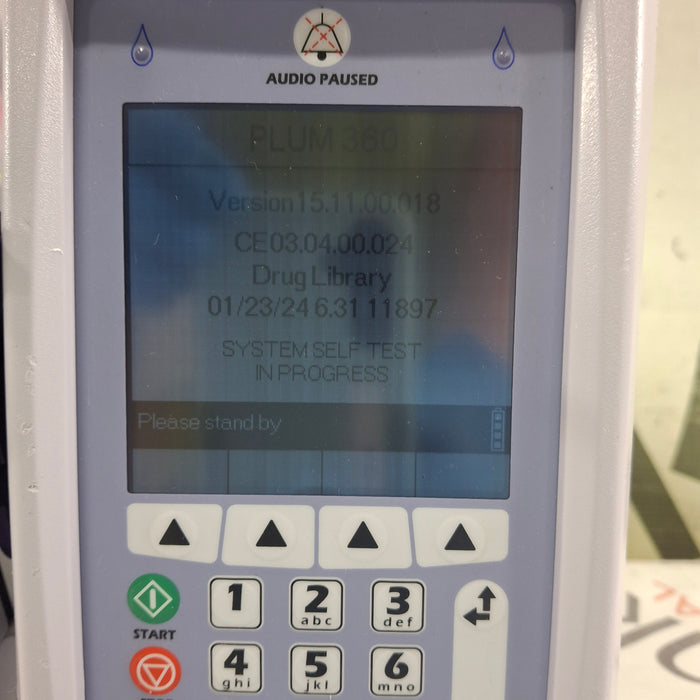 AUDIO PAUSED
PLUM 360
Version 15.11.00.018
CE 03.04.00.024
Drug Library
01/23/24 6.31 11897
SYSTEM SELF TEST
IN PROGRESS
Please stand by
1
2
abc
3
def
START
4
ghi
5
jkl
6
mno